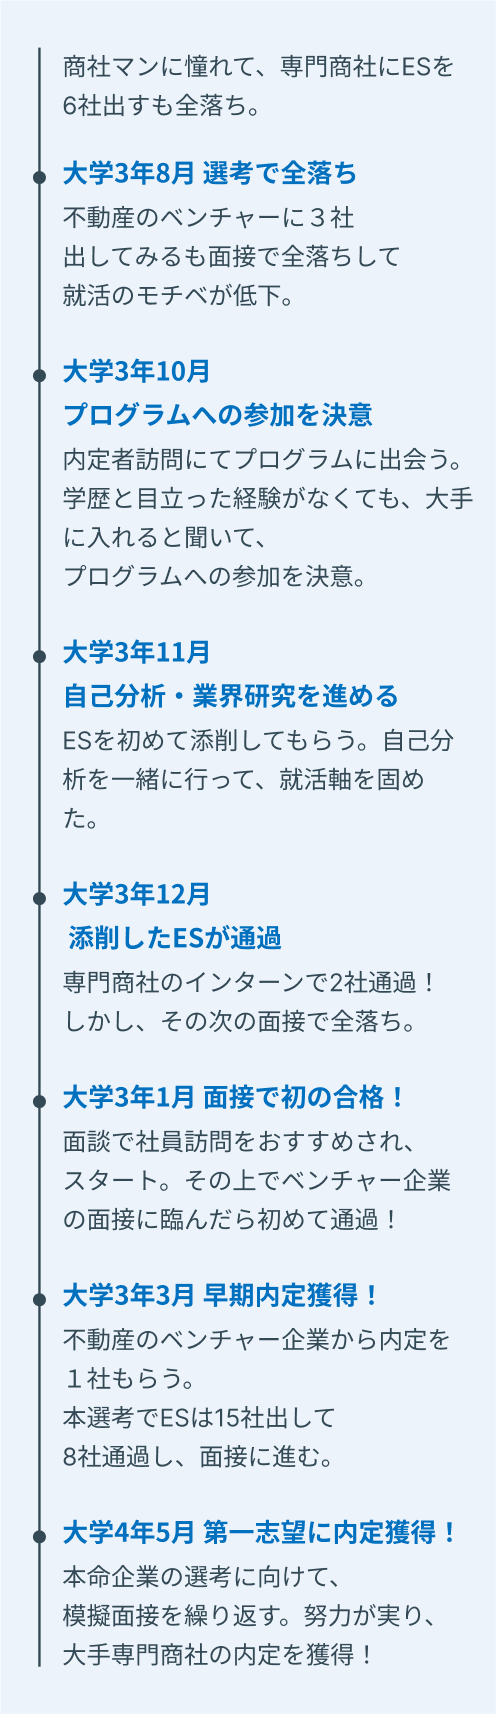 商社マンに憧れて、専門商社にESを
6社出すも全落ち。
大学3年8月 選考で全落ち
不動産のベンチャーに３社
出してみるも面接で全落ちして
就活のモチベが低下。
大学3年10月
プログラムへの参加を決意
内定者訪問にてプログラムに出会う。
学歴と目立った経験がなくても、大手
に入れると聞いて、
プログラムへの参加を決意。
大学3年11月
自己分析・業界研究を進める
ESを初めて添削してもらう。自己分
析を一緒に行って、就活軸を固め
た。
大学3年12月
添削したESが通過
専門商社のインターンで2社通過！
しかし、その次の面接で全落ち。
大学3年1月 面接で初の合格！
面談で社員訪問をおすすめされ、
スタート。その上でベンチャー企業
の面接に臨んだら初めて通過！
大学3年3月 早期内定獲得！
不動産のベンチャー企業から内定を
１社もらう。
本選考でESは15社出して
8社通過し、面接に進む。
大学4年5月 第一志望に内定獲得！
本命企業の選考に向けて、
模擬面接を繰り返す。努力が実り、
大手専門商社の内定を獲得！